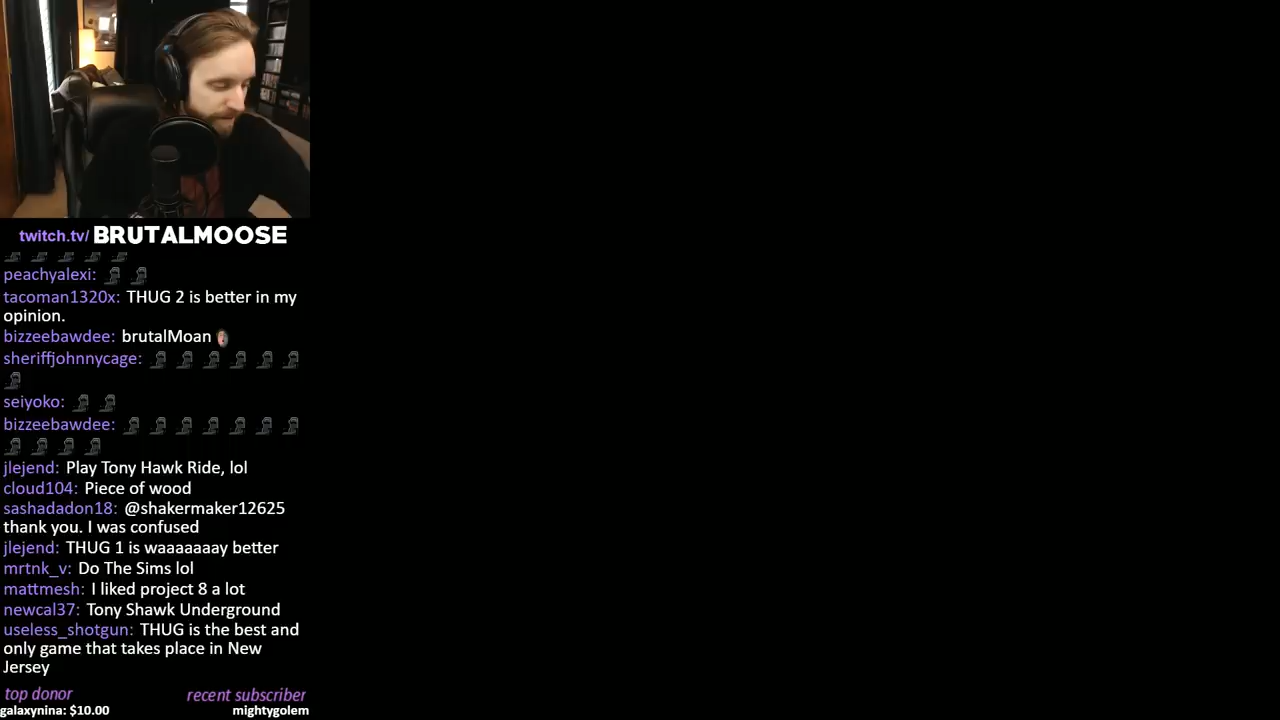 twitch.tv/ BRUTALMOOSE
peachyalexi:
tacoman1320x: THUG 2 is better in my
opinion.
bizzeebawdee: brutalMoan
sheriffjohnnycage:
seiyoko:
bizzeebawdee:
jlejend: Play Tony Hawk Ride, lol
cloud104: Piece of wood
sashadadon18: @shakermaker12625
thank you. I was confused
jlejend: THUG 1 is waaaaaaay better
mrtnk_v: Do The Sims lol
mattmesh: I liked project 8 a lot
newcal37: Tony Shawk Underground
useless_shotgun: THUG is the best and
only game that takes place in New
Jersey
top donor recent subscriber
galaxynina: $10.00 mightygolem